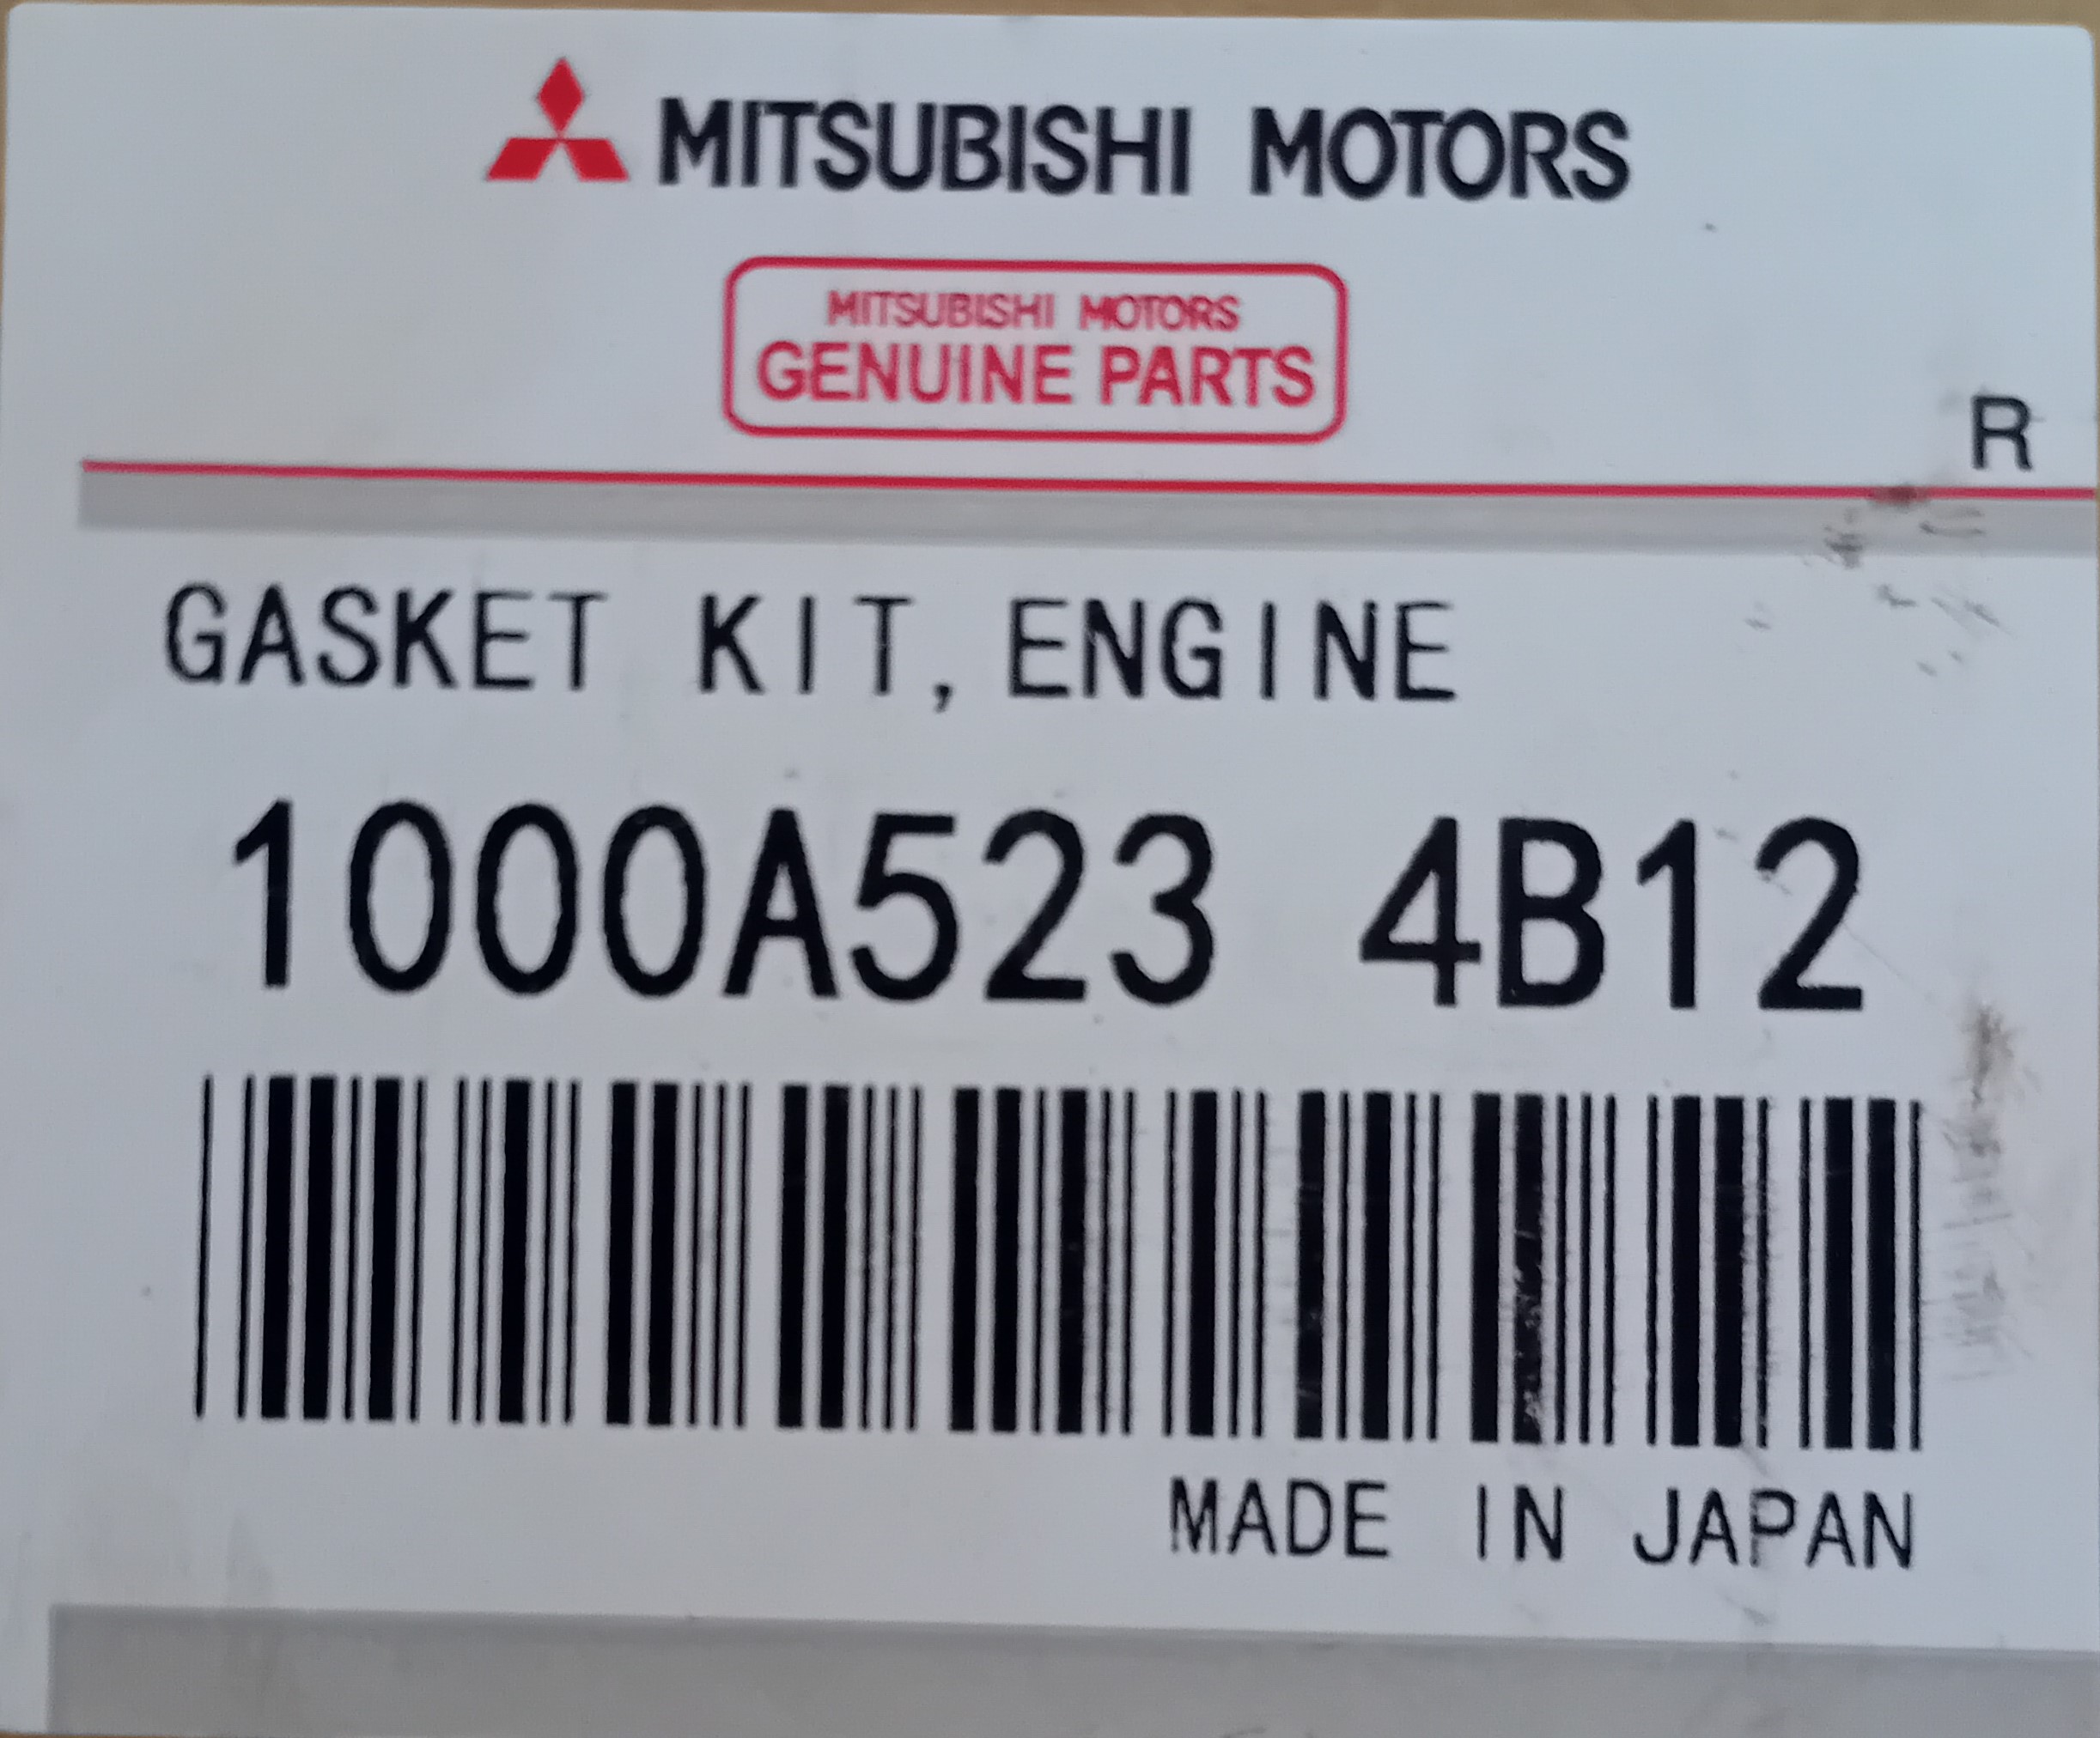 MITSUBISHI MOTORS
MITSUBISHI MOTORS
GENUINE PARTS
R
GASKET KIT, ENGINE
1000A523 4B12
MADE IN JAPAN